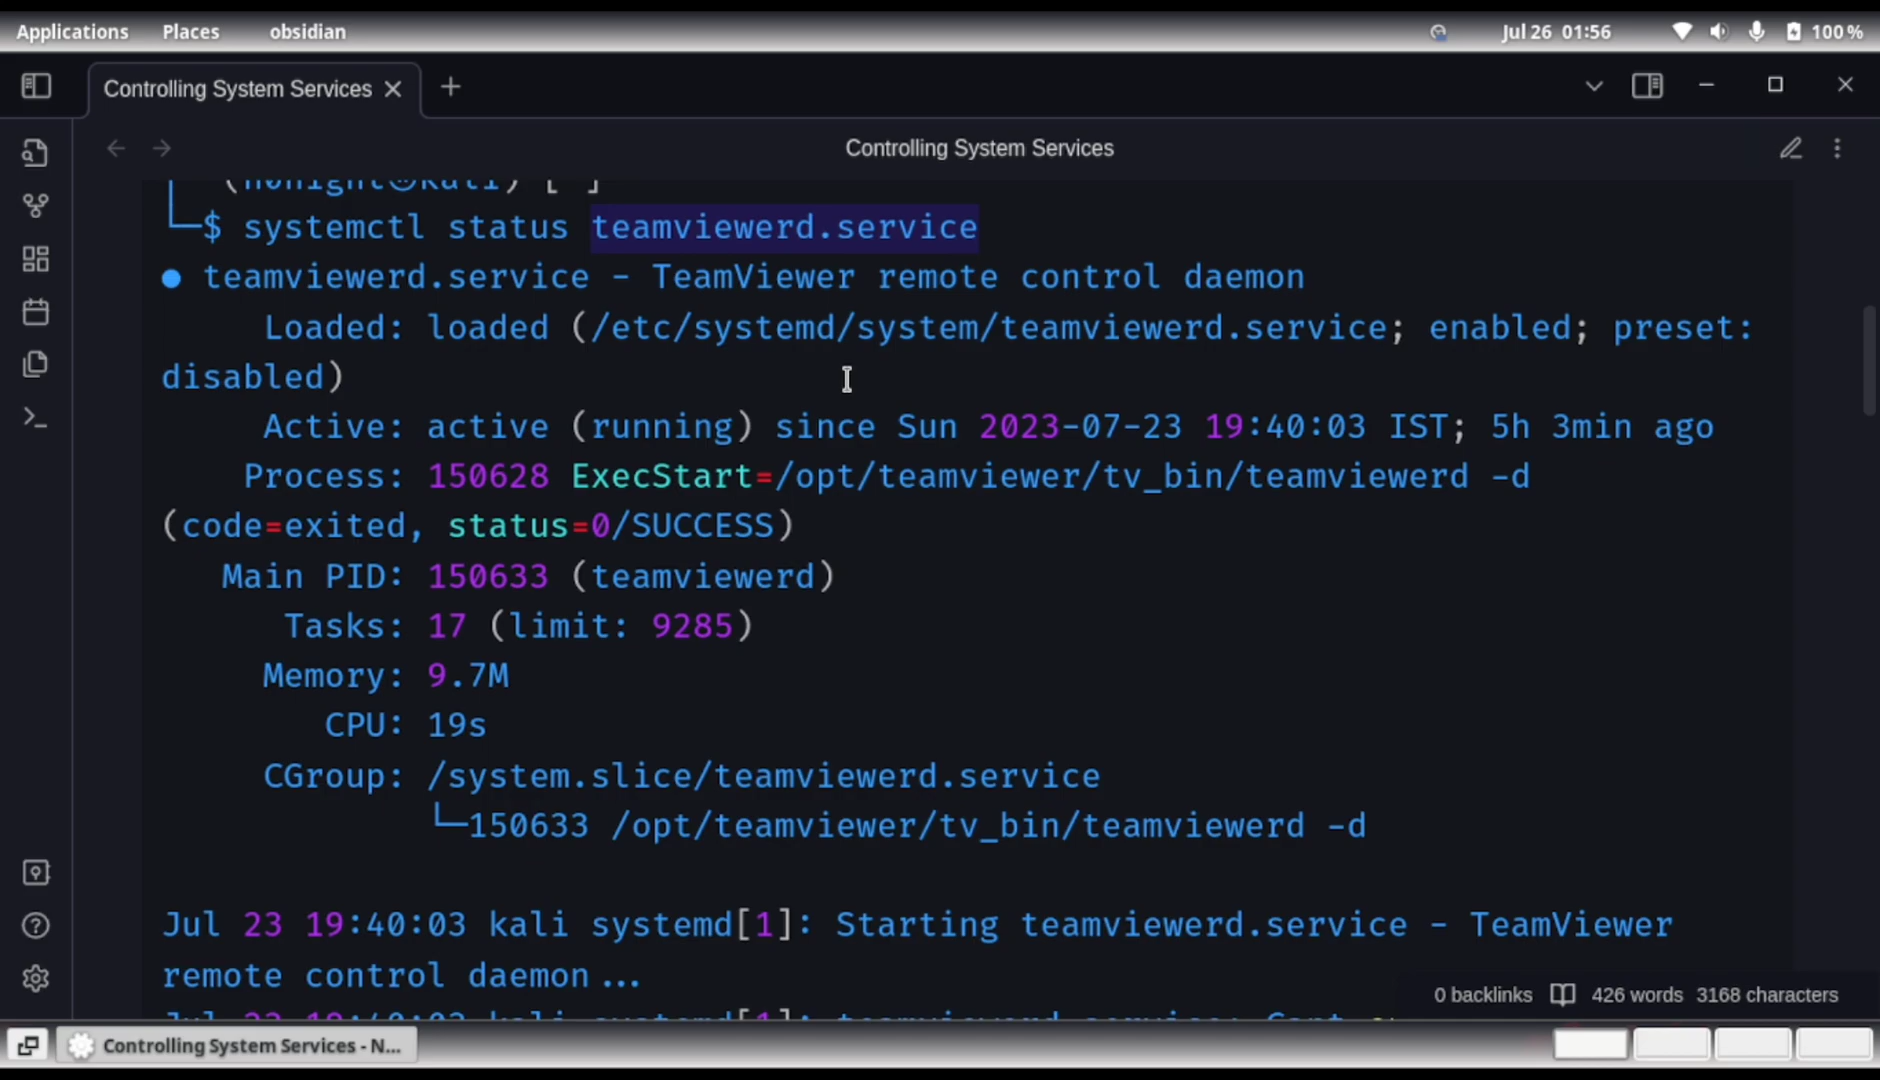 Applications Places obsidian Jul 26 01:56 100%
Controlling System Services
Controlling System Services
└─$ systemctl status teamviewerd.service
● teamviewerd.service - TeamViewer remote control daemon
Loaded: loaded (/etc/systemd/system/teamviewerd.service; enabled; preset:
disabled)
Active: active (running) since Sun 2023-07-23 19:40:03 IST; 5h 3min ago
Process: 150628 ExecStart=/opt/teamviewer/tv_bin/teamviewerd -d
(code=exited, status=0/SUCCESS)
Main PID: 150633 (teamviewerd)
Tasks: 17 (limit: 9285)
Memory: 9.7M
CPU: 19s
CGroup: /system.slice/teamviewerd.service
└─150633 /opt/teamviewer/tv_bin/teamviewerd -d
Jul 23 19:40:03 kali systemd[1]: Starting teamviewerd.service - TeamViewer
remote control daemon...
0 backlinks 426 words 3168 characters
Controlling System Services - N...